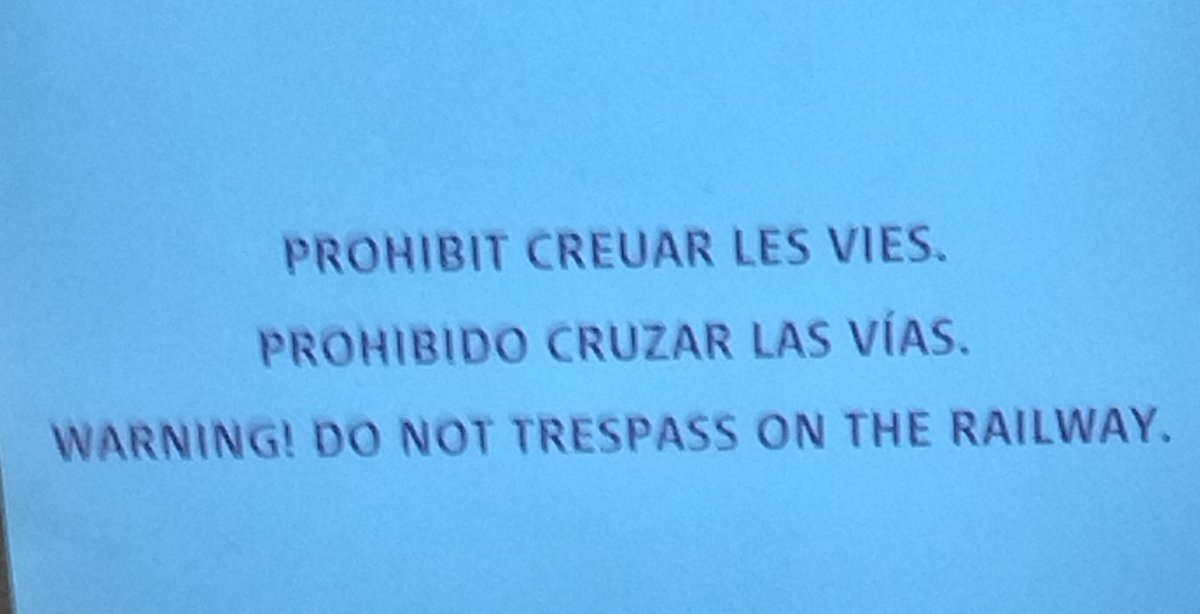 PROHIBIT CREUAR LES VIES.
PROHIBIDO CRUZAR LAS VÍAS.
WARNING! DO NOT TRESPASS ON THE RAILWAY.